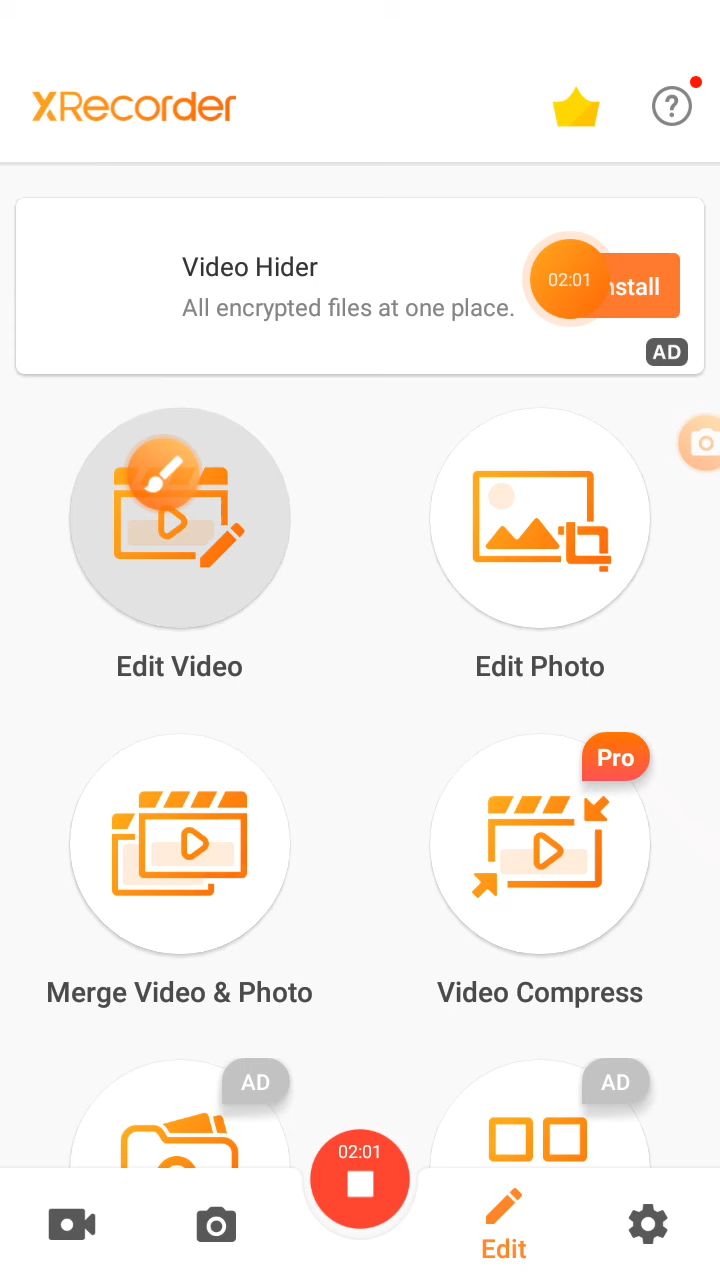 XRecorder
Video Hider
All encrypted files at one place.
02:01
nstall
AD
Edit Video
Edit Photo
Pro
Merge Video & Photo
Video Compress
AD
AD
02:01
Edit